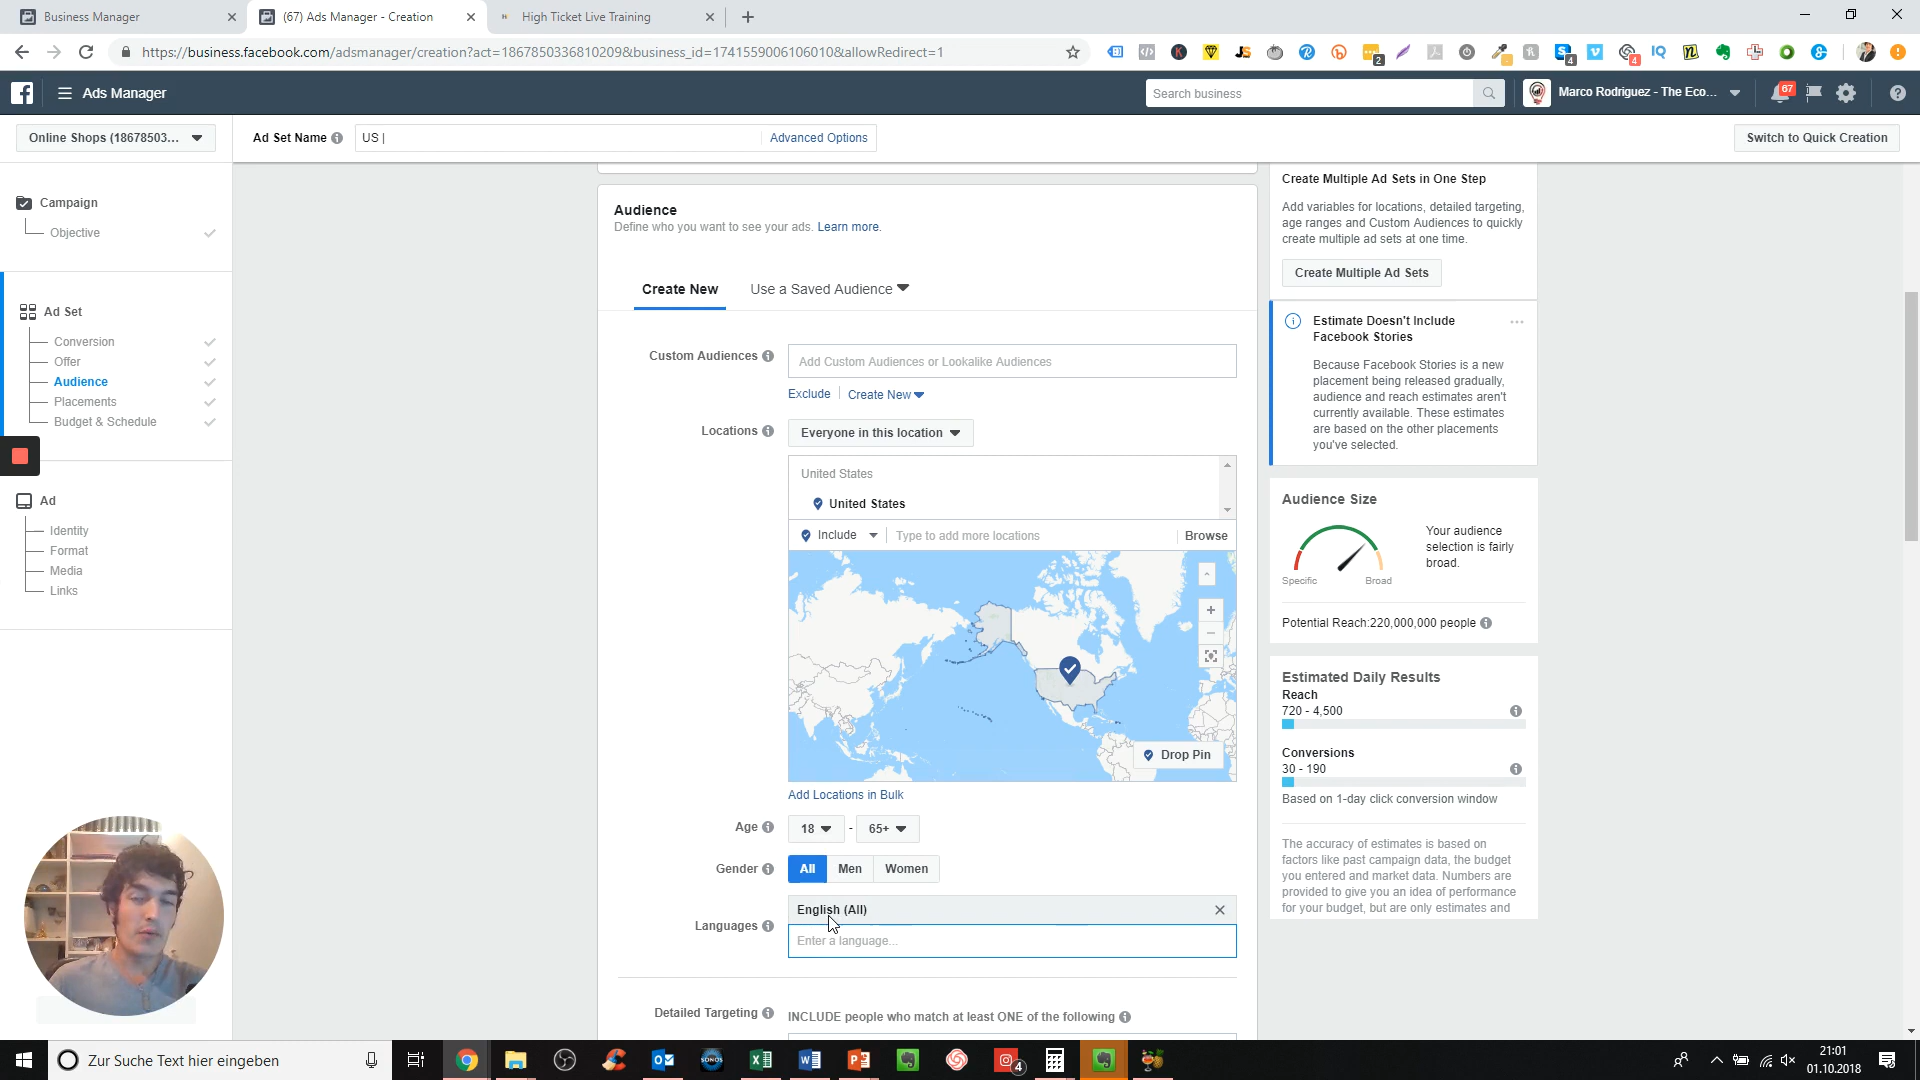 Business Manager
(67) Ads Manager - Creation
High Ticket Live Training
https://business.facebook.com/adsmanager/creation?act=1867850336810209&business_id=1741559006106010&allowRedirect=1
Ads Manager
Search business
Marco Rodriguez - The Eco...
67
Online Shops (18678503...
Ad Set Name
US |
Advanced Options
Switch to Quick Creation
Campaign
Objective
Ad Set
Conversion
Offer
Audience
Placements
Budget & Schedule
Ad
Identity
Format
Media
Links
Audience
Define who you want to see your ads. Learn more.
Create New
Use a Saved Audience
Custom Audiences
Add Custom Audiences or Lookalike Audiences
Exclude
Create New
Locations
Everyone in this location
United States
United States
Include
Type to add more locations
Browse
Drop Pin
Add Locations in Bulk
Age
18
-
65+
Gender
All
Men
Women
Languages
English (All)
Enter a language...
Detailed Targeting
INCLUDE people who match at least ONE of the following
Create Multiple Ad Sets in One Step
Add variables for locations, detailed targeting,
age ranges and Custom Audiences to quickly
create multiple ad sets at one time.
Create Multiple Ad Sets
Estimate Doesn't Include
Facebook Stories
Because Facebook Stories is a new
placement being released gradually,
audience and reach estimates aren't
currently available. These estimates
are based on the other placements
you've selected.
Audience Size
Specific
Broad
Your audience
selection is fairly
broad.
Potential Reach:220,000,000 people
Estimated Daily Results
Reach
720 - 4,500
Conversions
30 - 190
Based on 1-day click conversion window
The accuracy of estimates is based on
factors like past campaign data, the budget
you entered and market data. Numbers are
provided to give you an idea of performance
for your budget, but are only estimates and
Zur Suche Text hier eingeben
SONOS
4
21:01
01.10.2018